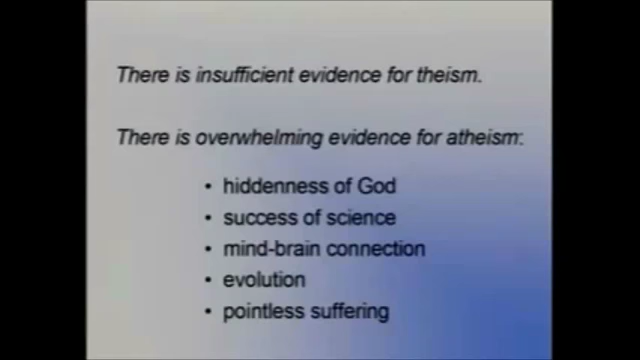 There is insufficient evidence for theism.
There is overwhelming evidence for atheism:
• hiddenness of God
• success of science
• mind-brain connection
• evolution
• pointless suffering